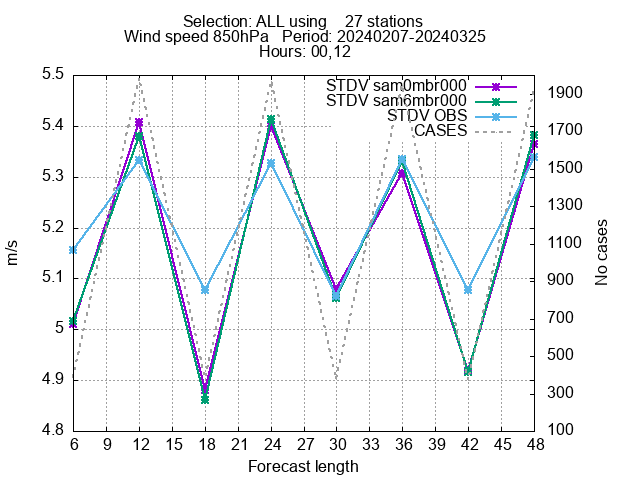 Selection: ALL using    27 stations
Wind speed 850hPa   Period: 20240207-20240325
Hours: 00,12
STDV sam0mbr000
STDV sam6mbr000
STDV OBS
CASES
5.5
5.4
5.3
5.2
5.1
5
4.9
4.8
m/s
1900
1700
1500
1300
1100
900
700
500
300
100
No cases
6 9 12 15 18 21 24 27 30 33 36 39 42 45 48
Forecast length